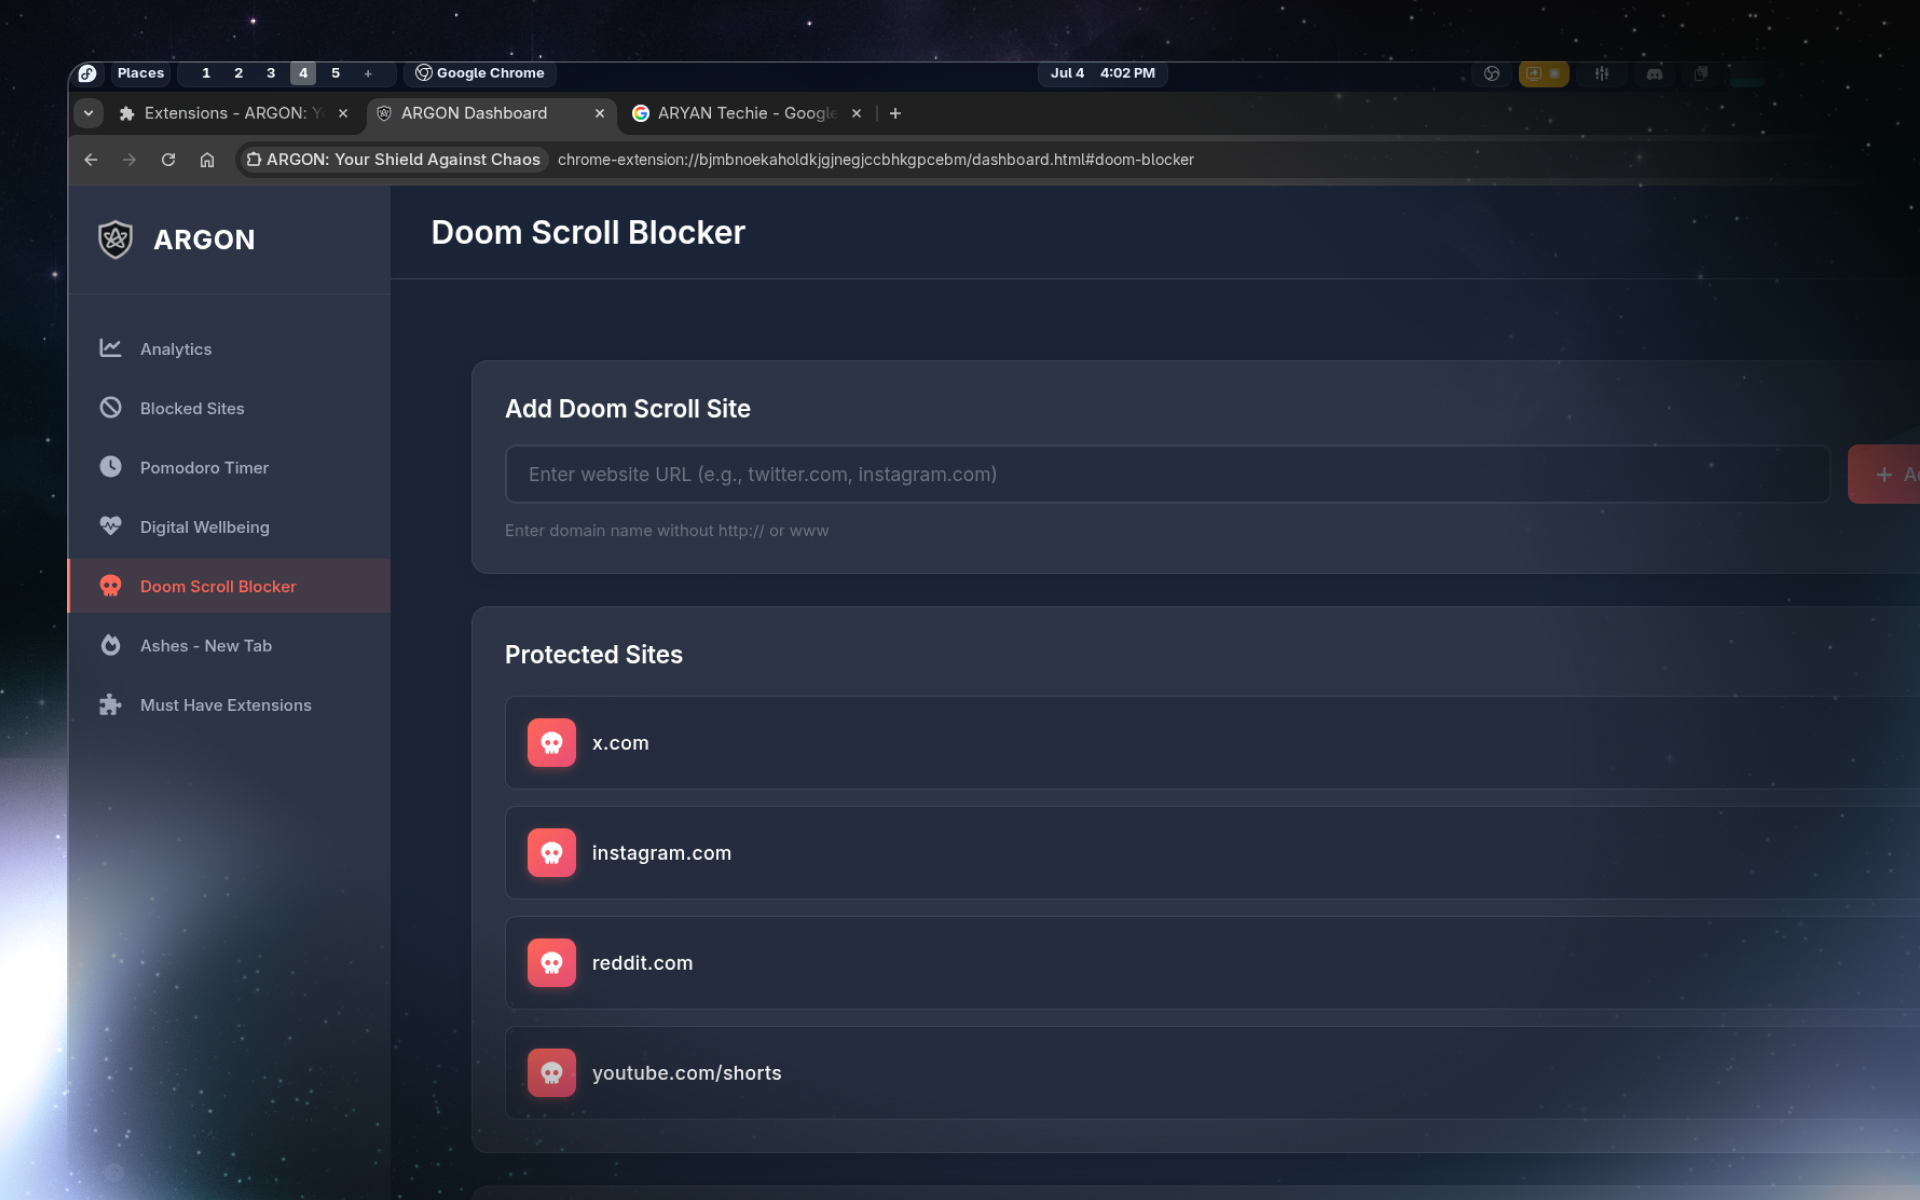 Places 1 2 3 4 5 + Google Chrome Jul 4 4:02 PM
Extensions - ARGON: Y ARGON Dashboard ARYAN Techie - Google
ARGON: Your Shield Against Chaos chrome-extension://bjmbnoekaholdkjgjnegjccbhkgpcebm/dashboard.html#doom-blocker
ARGON
Analytics
Blocked Sites
Pomodoro Timer
Digital Wellbeing
Doom Scroll Blocker
Ashes - New Tab
Must Have Extensions
Doom Scroll Blocker
Add Doom Scroll Site
Enter website URL (e.g., twitter.com, instagram.com)
+
Enter domain name without http:// or www
Protected Sites
x.com
instagram.com
reddit.com
youtube.com/shorts